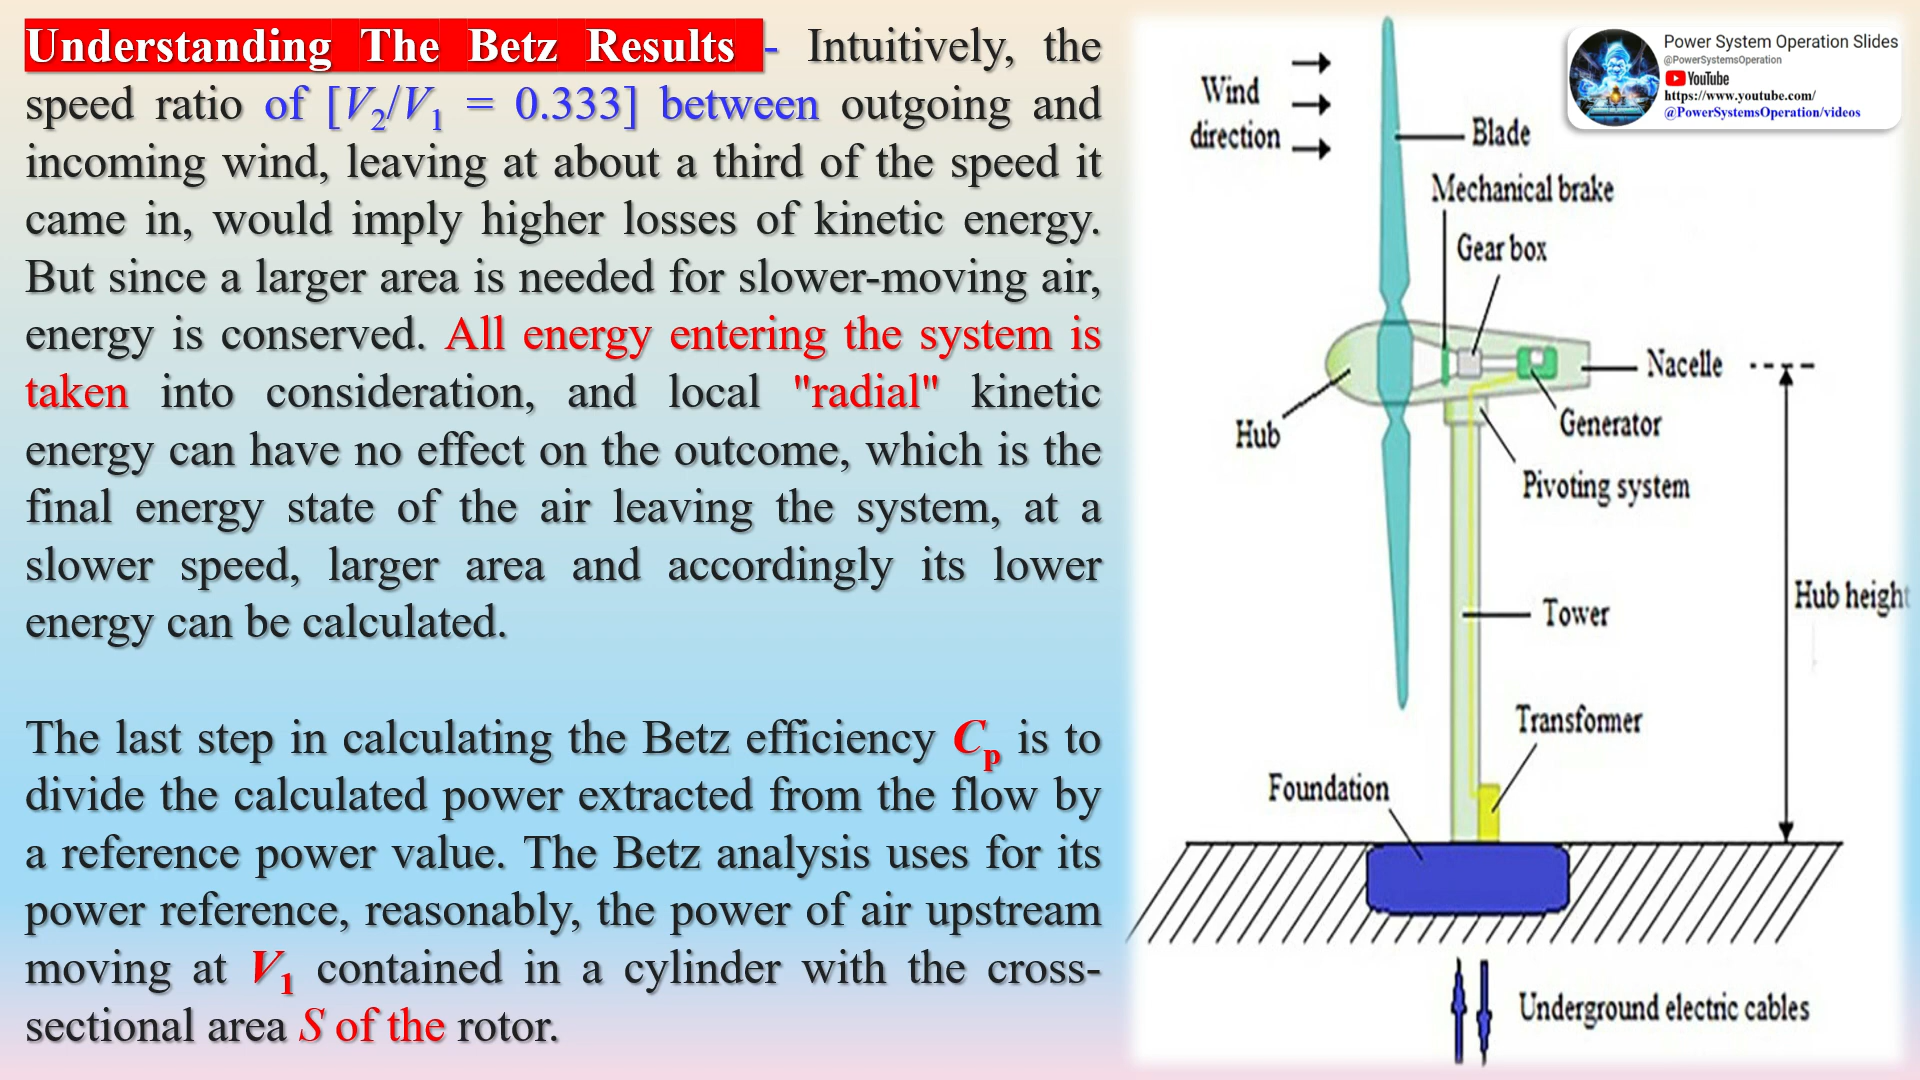 Understanding The Betz Results - Intuitively, the
speed ratio of [V2/V1 = 0.333] between outgoing and
incoming wind, leaving at about a third of the speed it
came in, would imply higher losses of kinetic energy.
But since a larger area is needed for slower-moving air,
energy is conserved. All energy entering the system is
taken into consideration, and local "radial" kinetic
energy can have no effect on the outcome, which is the
final energy state of the air leaving the system, at a
slower speed, larger area and accordingly its lower
energy can be calculated.
The last step in calculating the Betz efficiency Cp is to
divide the calculated power extracted from the flow by
a reference power value. The Betz analysis uses for its
power reference, reasonably, the power of air upstream
moving at V1 contained in a cylinder with the cross-
sectional area S of the rotor.
Power System Operation Slides
@PowerSystemsOperation
YouTube
https://www.youtube.com/
@PowerSystemsOperation/videos
Wind
direction
Blade
Mechanical brake
Gear box
Nacelle
Hub
Generator
Pivoting system
Hub height
Tower
Transformer
Foundation
Underground electric cables